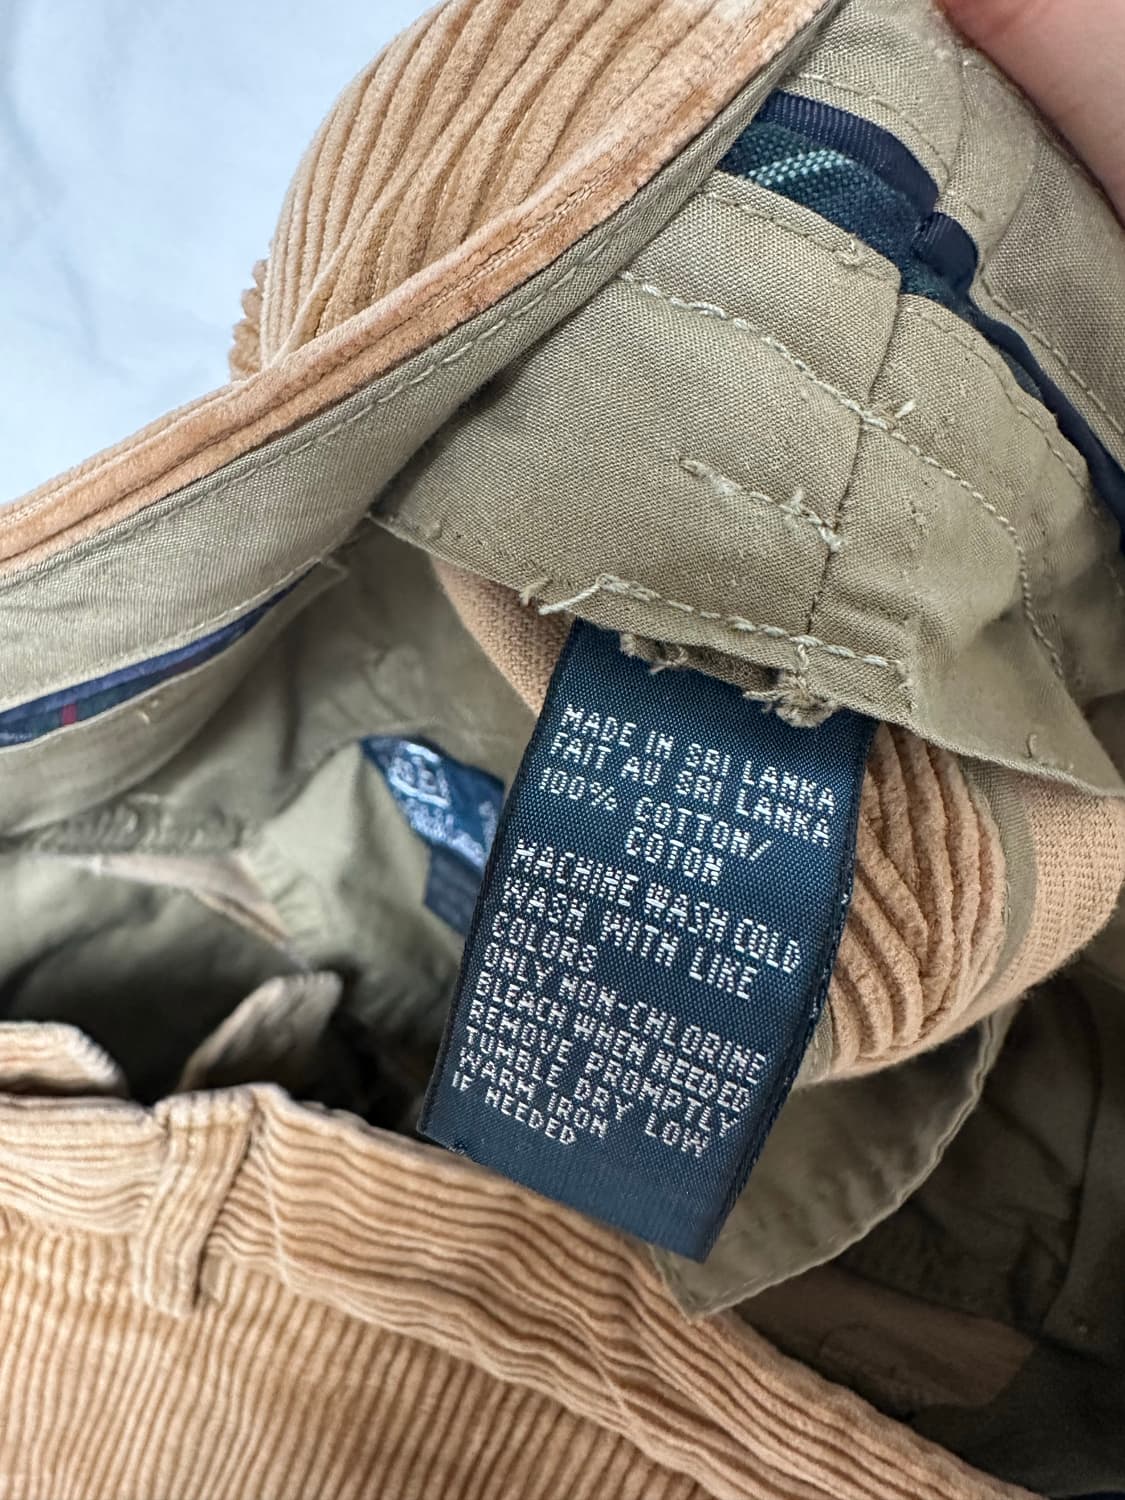 MADE IN SRI LANKA
FAIT AU SRI LANKA
100% COTTON/
COTON
MACHINE WASH COLD
WASH WITH LIKE
COLORS
ONLY NON-CHLORINE
BLEACH WHEN NEEDED
REMOVE PROMPTLY
TUMBLE DRY LOW
WARM IRON
IF NEEDED